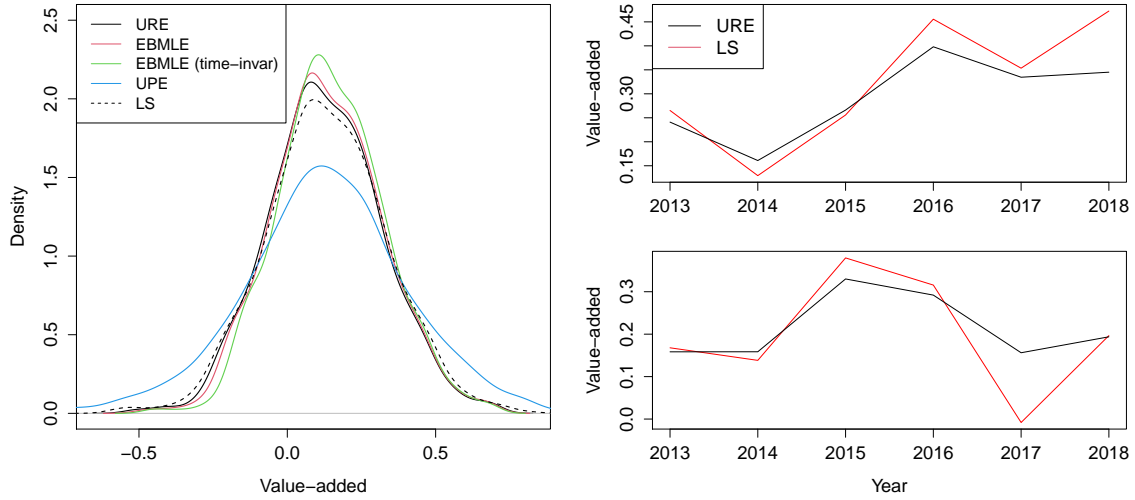 URE
EBMLE
EBMLE (time−invar)
UPE
LS
Density
0.0
0.5
1.0
1.5
2.0
2.5
−0.5
0.0
0.5
Value−added
URE
LS
Value−added
0.15
0.30
0.45
2013 2014 2015 2016 2017 2018
Value−added
0.0
0.1
0.2
0.3
2013 2014 2015 2016 2017 2018
Year